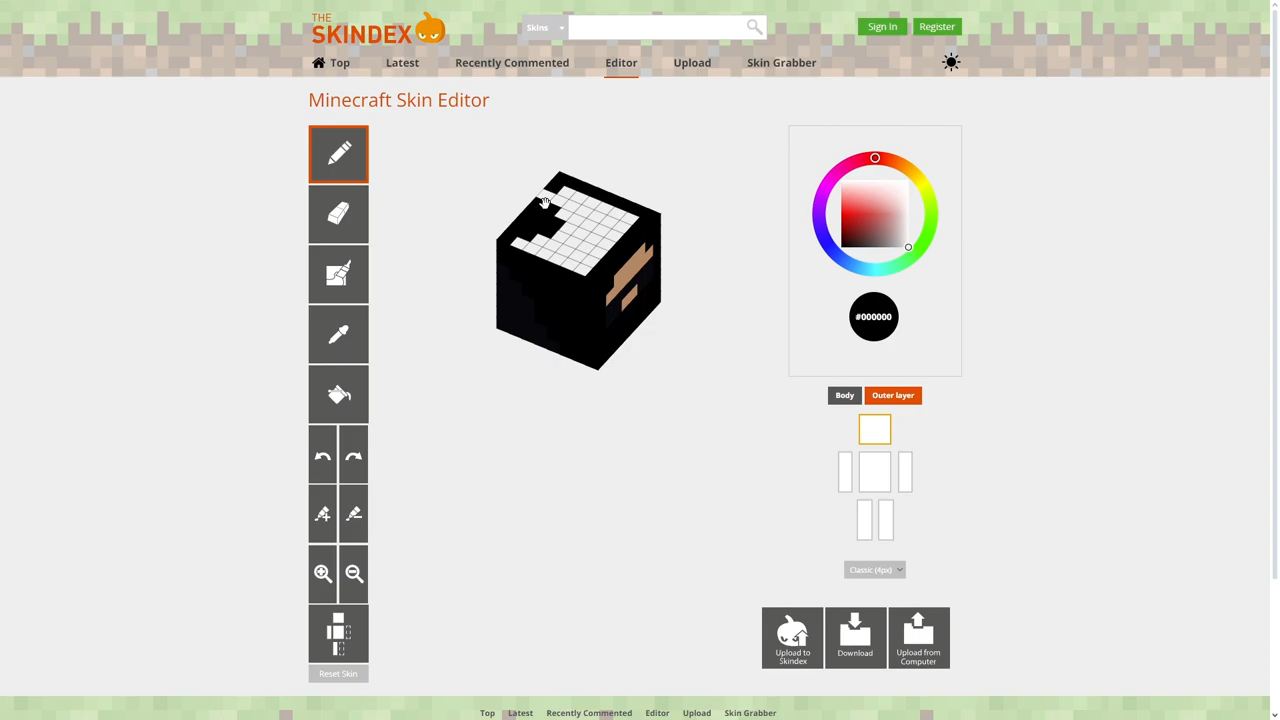 THE
SKINDEX
Skins
Sign In
Register
Top
Latest
Recently Commented
Editor
Upload
Skin Grabber
Minecraft Skin Editor
#000000
Body
Outer layer
Classic (4px)
Upload to
Skindex
Download
Upload from
Computer
Reset Skin
Top
Latest
Recently Commented
Editor
Upload
Skin Grabber